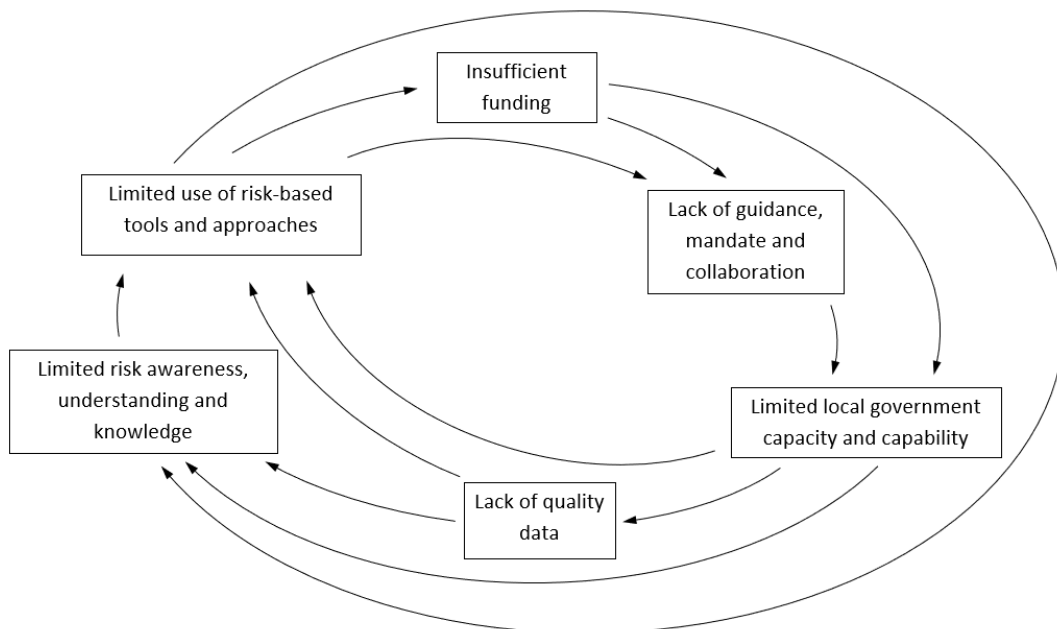 Insufficient
funding
Limited use of risk-based
tools and approaches
Lack of guidance,
mandate and
collaboration
Limited risk awareness,
understanding and
knowledge
Limited local government
capacity and capability
Lack of quality
data